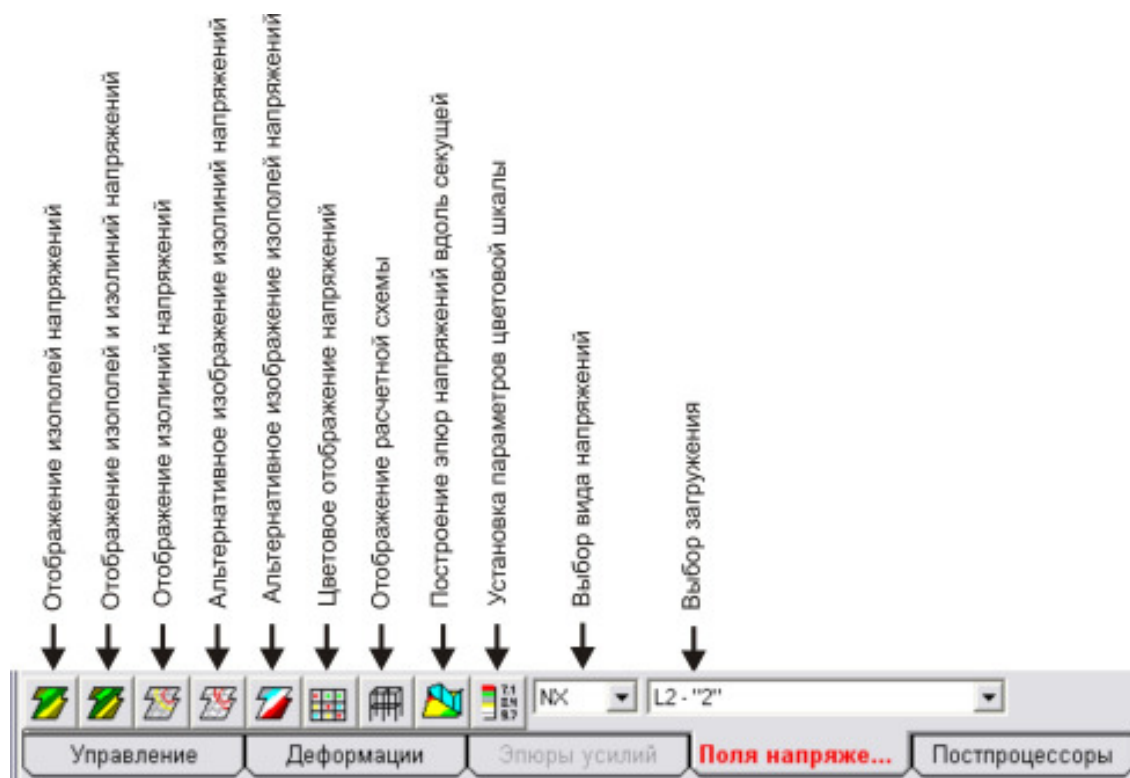 Отображение изополей напряжений
Отображение изополей и изолиний напряжений
Отображение изолиний напряжений
Альтернативное изображение изолиний напряжений
Альтернативное изображение изополей напряжений
Цветовое отображение напряжений
Отображение расчетной схемы
Построение эпюр напряжений вдоль секущей
Установка параметров цветовой шкалы
Выбор вида напряжений
Выбор загружения
NX
L2 - "2"
Управление
Деформации
Эпюры усилий
Поля напряже...
Постпроцессоры